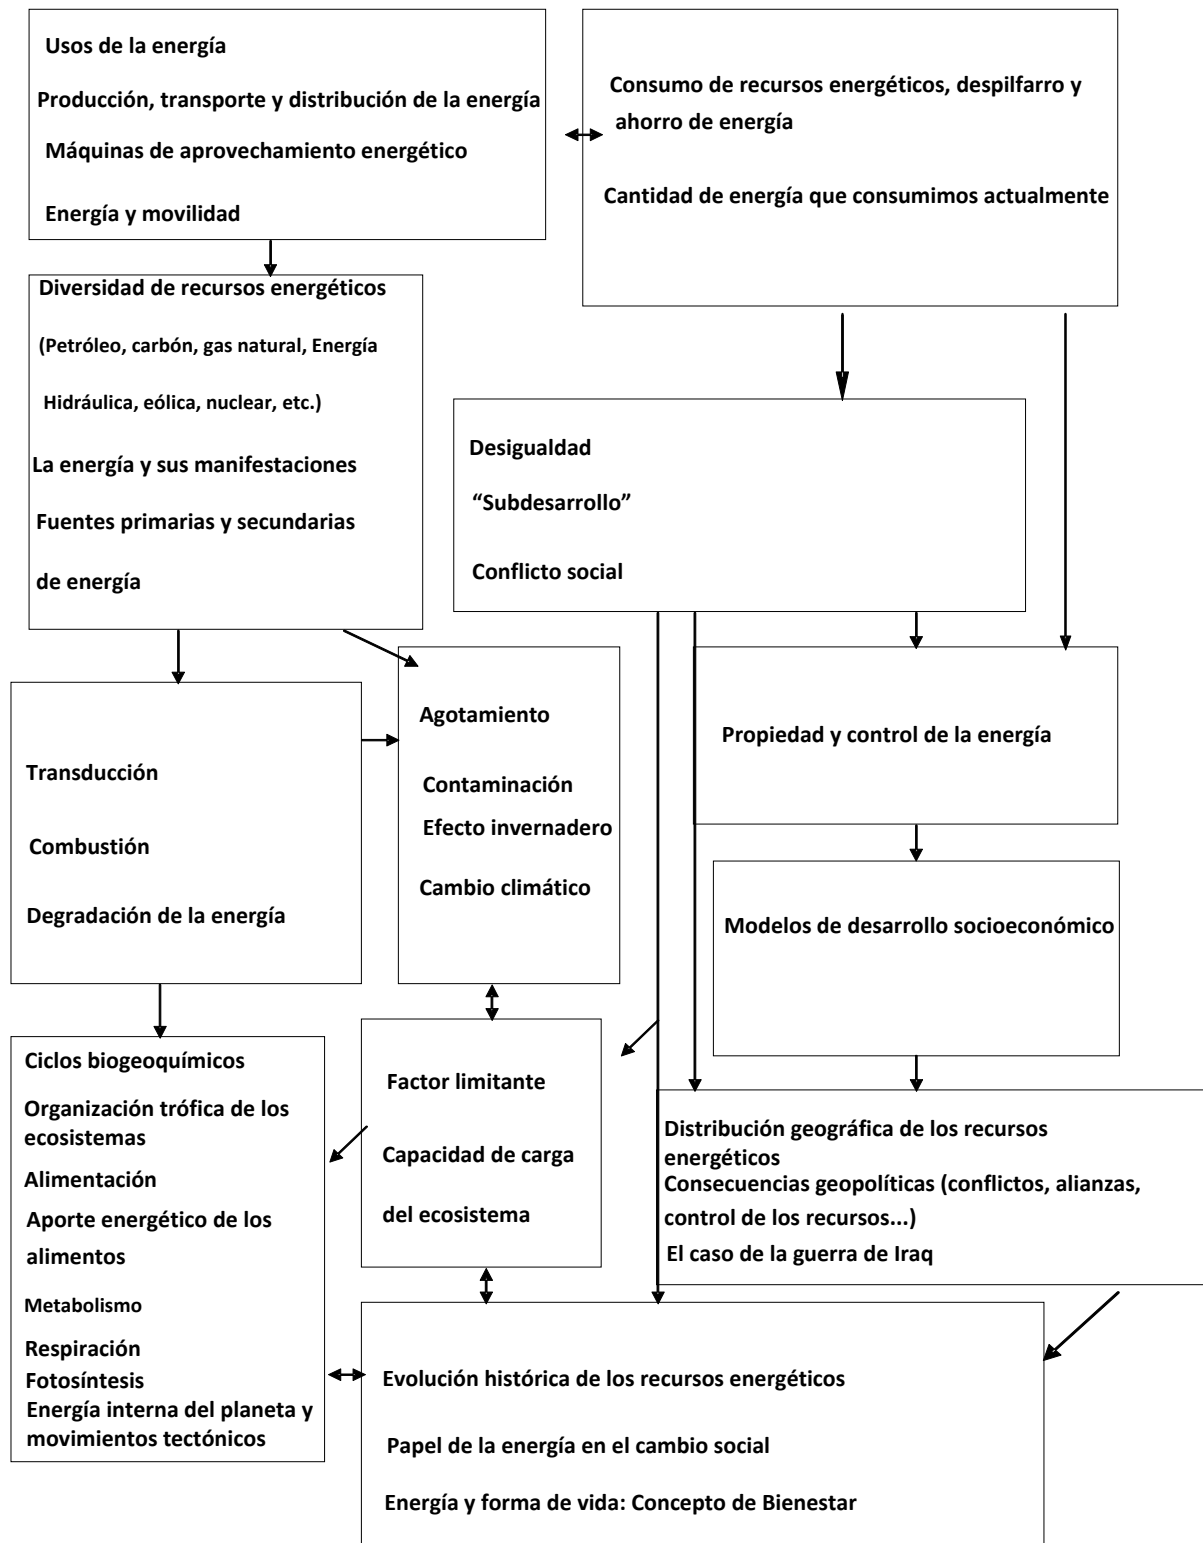 Usos de la energía
Producción, transporte y distribución de la energía
Máquinas de aprovechamiento energético
Energía y movilidad
Consumo de recursos energéticos, despilfarro y
ahorro de energía
Cantidad de energía que consumimos actualmente
Diversidad de recursos energéticos
(Petróleo, carbón, gas natural, Energía
Hidráulica, eólica, nuclear, etc.)
La energía y sus manifestaciones
Fuentes primarias y secundarias
de energía
Desigualdad
“Subdesarrollo”
Conflicto social
Transducción
Combustión
Degradación de la energía
Agotamiento
Contaminación
Efecto invernadero
Cambio climático
Propiedad y control de la energía
Modelos de desarrollo socioeconómico
Ciclos biogeoquímicos
Organización trófica de los
ecosistemas
Alimentación
Aporte energético de los
alimentos
Metabolismo
Respiración
Fotosíntesis
Energía interna del planeta y
movimientos tectónicos
Factor limitante
Capacidad de carga
del ecosistema
Distribución geográfica de los recursos
energéticos
Consecuencias geopolíticas (conflictos, alianzas,
control de los recursos...)
El caso de la guerra de Iraq
Evolución histórica de los recursos energéticos
Papel de la energía en el cambio social
Energía y forma de vida: Concepto de Bienestar